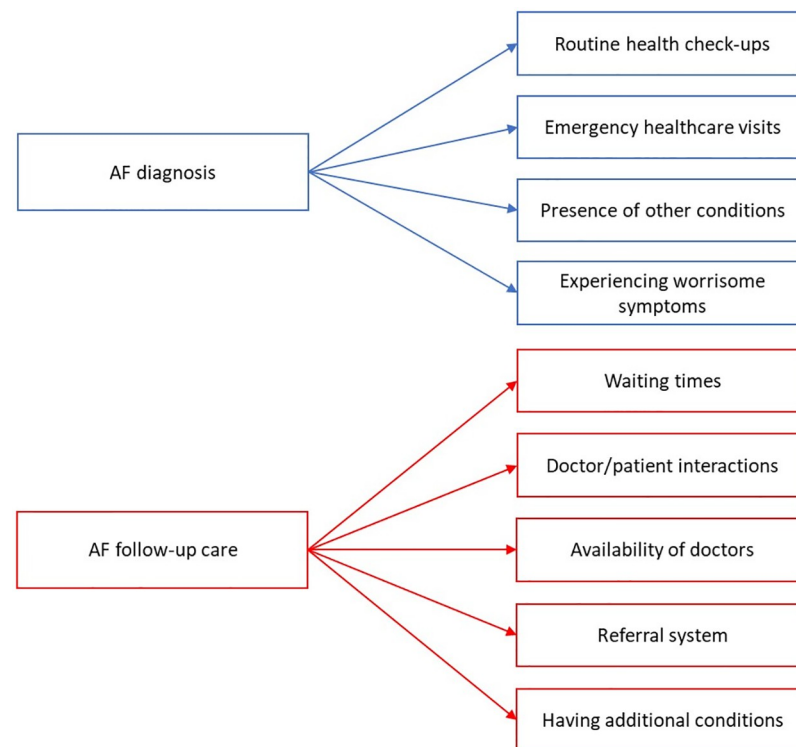 Routine health check-ups
Emergency healthcare visits
AF diagnosis
Presence of other conditions
Experiencing worrisome
symptoms
Waiting times
Doctor/patient interactions
AF follow-up care
Availability of doctors
Referral system
Having additional conditions